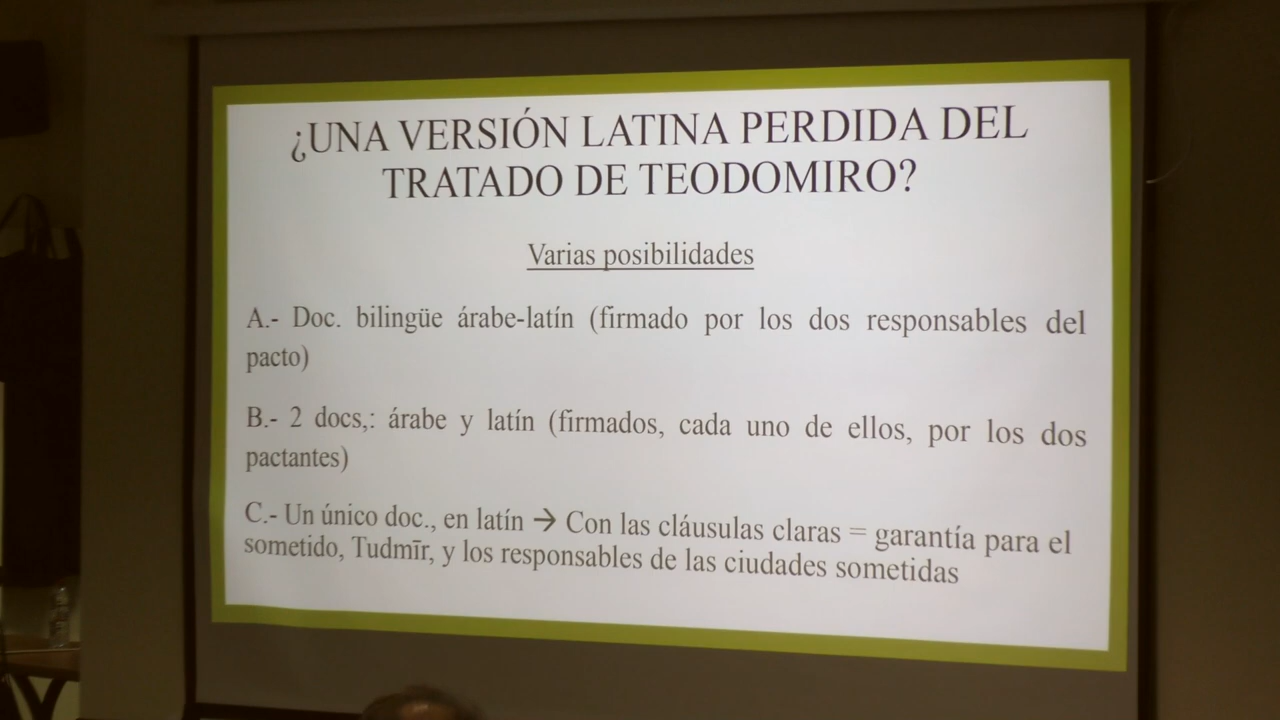 ¿UNA VERSIÓN LATINA PERDIDA DEL
TRATADO DE TEODOMIRO?
Varias posibilidades
A.- Doc. bilingüe árabe-latín (firmado por los dos responsables del
pacto)
B.- 2 docs,: árabe y latín (firmados, cada uno de ellos, por los dos
pactantes)
C.- Un único doc., en latín → Con las cláusulas claras = garantía para el
sometido, Tudmīr, y los responsables de las ciudades sometidas